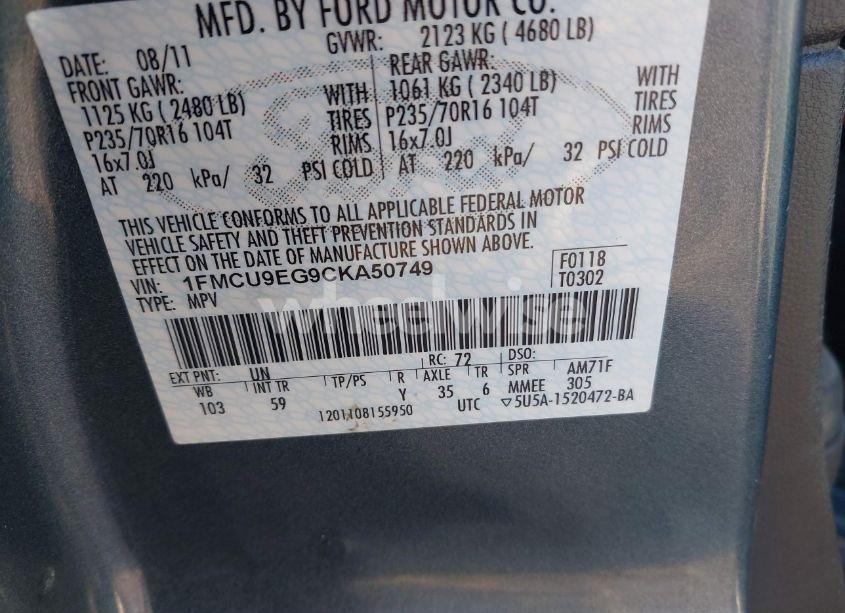 MFD. BY FORD MOTOR CO.
DATE: 08/11 GVWR: 2123 KG ( 4680 LB)
FRONT GAWR: REAR GAWR:
1125 KG ( 2480 LB) WITH 1061 KG ( 2340 LB) WITH
P235/70R16 104T TIRES P235/70R16 104T TIRES
16x7.0J RIMS 16x7.0J RIMS
AT 220 kPa/ 32 PSI COLD AT 220 kPa/ 32 PSI COLD
THIS VEHICLE CONFORMS TO ALL APPLICABLE FEDERAL MOTOR
VEHICLE SAFETY AND THEFT PREVENTION STANDARDS IN
EFFECT ON THE DATE OF MANUFACTURE SHOWN ABOVE.
VIN: 1FMCU9EG9CKA50749 F0118
TYPE: MPV T0302
wheelwise
EXT PNT: UN RC: 72 DSO:
WB INT TR TP/PS R AXLE TR SPR AM71F
103 59 Y 35 6 MMEE 305
1201108155950 UTC ▽5U5A-1520472-BA